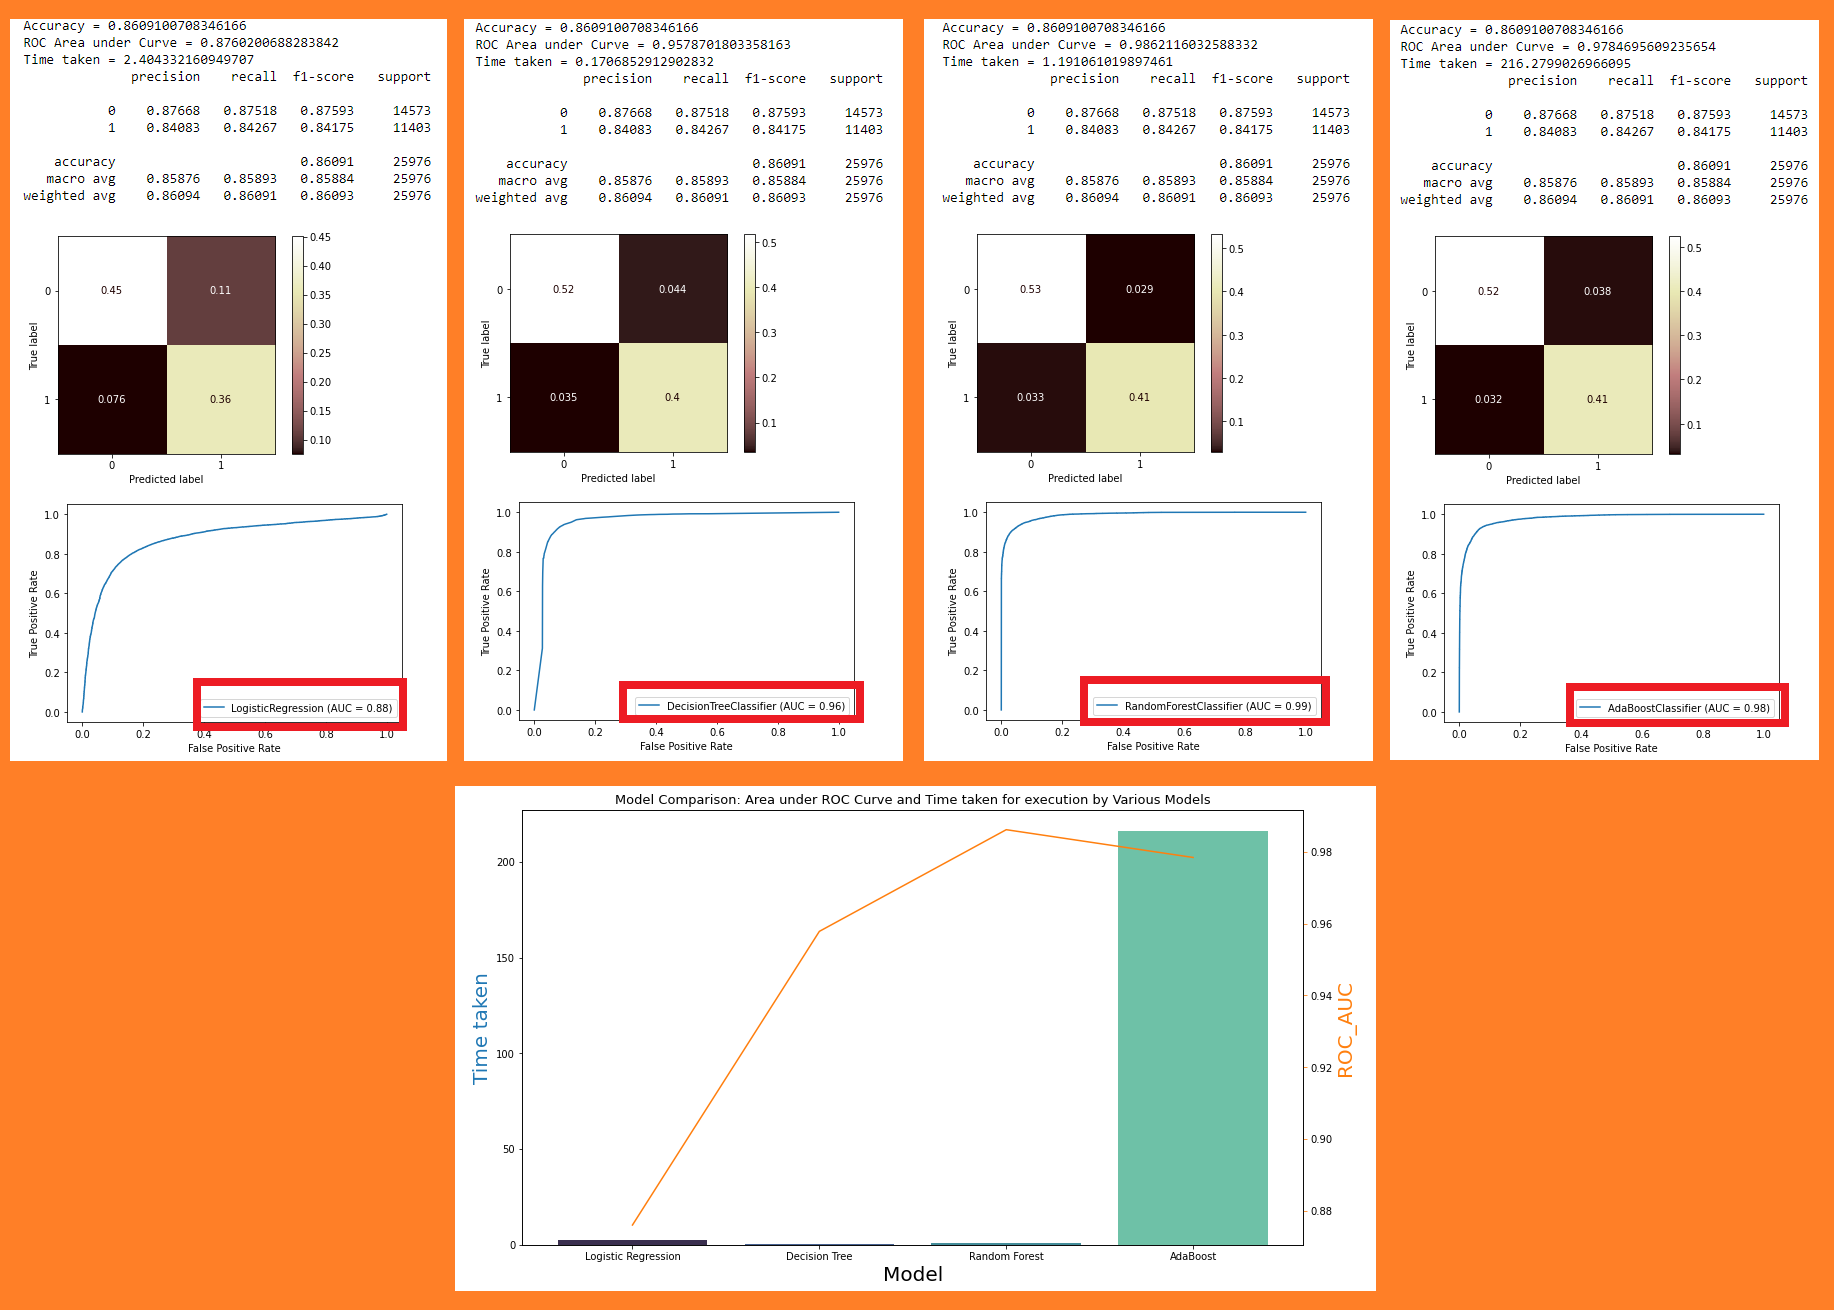 Accuracy = 0.8609100708346166
ROC Area under Curve = 0.8760200688283842
Time taken = 2.404332160949707
precision recall f1-score support
0 0.87668 0.87518 0.87593 14573
1 0.84083 0.84267 0.84175 11403
accuracy 0.86091 25976
macro avg 0.85876 0.85893 0.85884 25976
weighted avg 0.86094 0.86091 0.86093 25976
0.45
0.40
0.35
0.30
0.25
0.20
0.15
0.10
True label
0 0.45 0.11
1 0.076 0.36
0 1
Predicted label
1.0
0.8
0.6
0.4
0.2
0.0
True Positive Rate
LogisticRegression (AUC = 0.88)
0.0 0.2 0.4 0.6 0.8 1.0
False Positive Rate
Accuracy = 0.8609100708346166
ROC Area under Curve = 0.9578701803358163
Time taken = 0.1706852912902832
precision recall f1-score support
0 0.87668 0.87518 0.87593 14573
1 0.84083 0.84267 0.84175 11403
accuracy 0.86091 25976
macro avg 0.85876 0.85893 0.85884 25976
weighted avg 0.86094 0.86091 0.86093 25976
0.5
0.4
0.3
0.2
0.1
True label
0 0.52 0.044
1 0.035 0.4
0 1
Predicted label
1.0
0.8
0.6
0.4
0.2
0.0
True Positive Rate
DecisionTreeClassifier (AUC = 0.96)
0.0 0.2 0.4 0.6 0.8 1.0
False Positive Rate
Accuracy = 0.8609100708346166
ROC Area under Curve = 0.9862116032588332
Time taken = 1.191061019897461
precision recall f1-score support
0 0.87668 0.87518 0.87593 14573
1 0.84083 0.84267 0.84175 11403
accuracy 0.86091 25976
macro avg 0.85876 0.85893 0.85884 25976
weighted avg 0.86094 0.86091 0.86093 25976
0.5
0.4
0.3
0.2
0.1
True label
0 0.53 0.029
1 0.033 0.41
0 1
Predicted label
1.0
0.8
0.6
0.4
0.2
0.0
True Positive Rate
RandomForestClassifier (AUC = 0.99)
0.0 0.2 0.4 0.6 0.8 1.0
False Positive Rate
Accuracy = 0.8609100708346166
ROC Area under Curve = 0.9784695609235654
Time taken = 216.2799026966095
precision recall f1-score support
0 0.87668 0.87518 0.87593 14573
1 0.84083 0.84267 0.84175 11403
accuracy 0.86091 25976
macro avg 0.85876 0.85893 0.85884 25976
weighted avg 0.86094 0.86091 0.86093 25976
0.5
0.4
0.3
0.2
0.1
True label
0 0.52 0.038
1 0.032 0.41
0 1
Predicted label
1.0
0.8
0.6
0.4
0.2
0.0
True Positive Rate
AdaBoostClassifier (AUC = 0.98)
0.0 0.2 0.4 0.6 0.8 1.0
False Positive Rate
Model Comparison: Area under ROC Curve and Time taken for execution by Various Models
Time taken
200
150
100
50
0
0.98
0.96
0.94
0.92
0.90
0.88
ROC_AUC
Logistic Regression Decision Tree Random Forest AdaBoost
Model